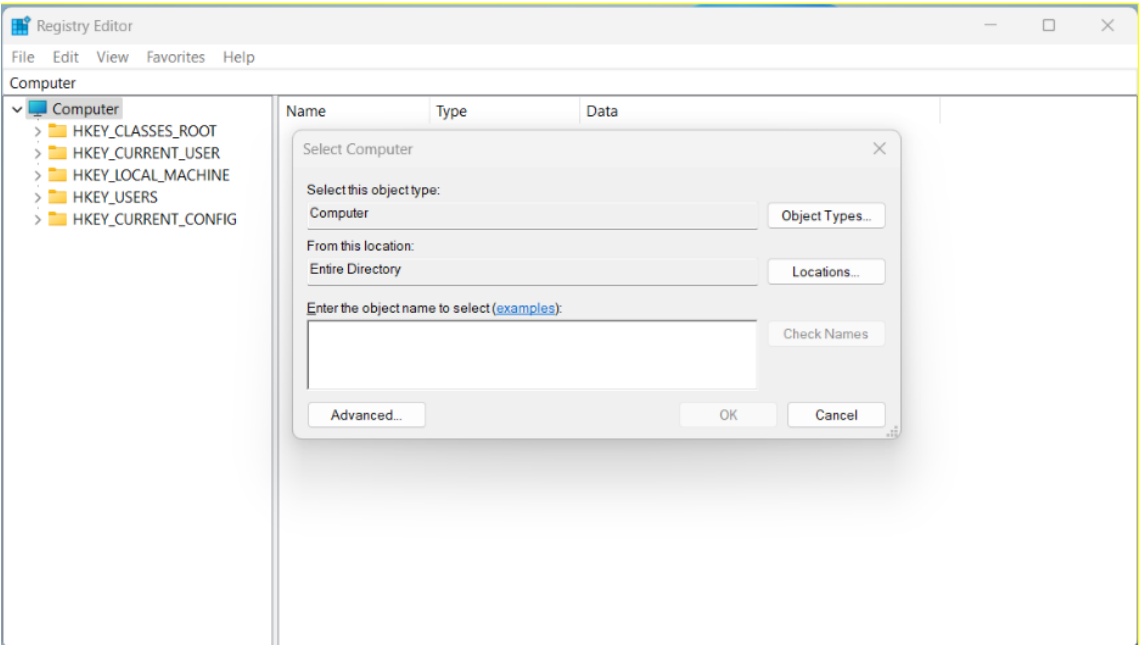 Registry Editor
File Edit View Favorites Help
Computer
Computer
HKEY_CLASSES_ROOT
HKEY_CURRENT_USER
HKEY_LOCAL_MACHINE
HKEY_USERS
HKEY_CURRENT_CONFIG
Name Type Data
Select Computer
Select this object type:
Computer Object Types...
From this location:
Entire Directory Locations...
Enter the object name to select (examples):
Check Names
Advanced... OK Cancel